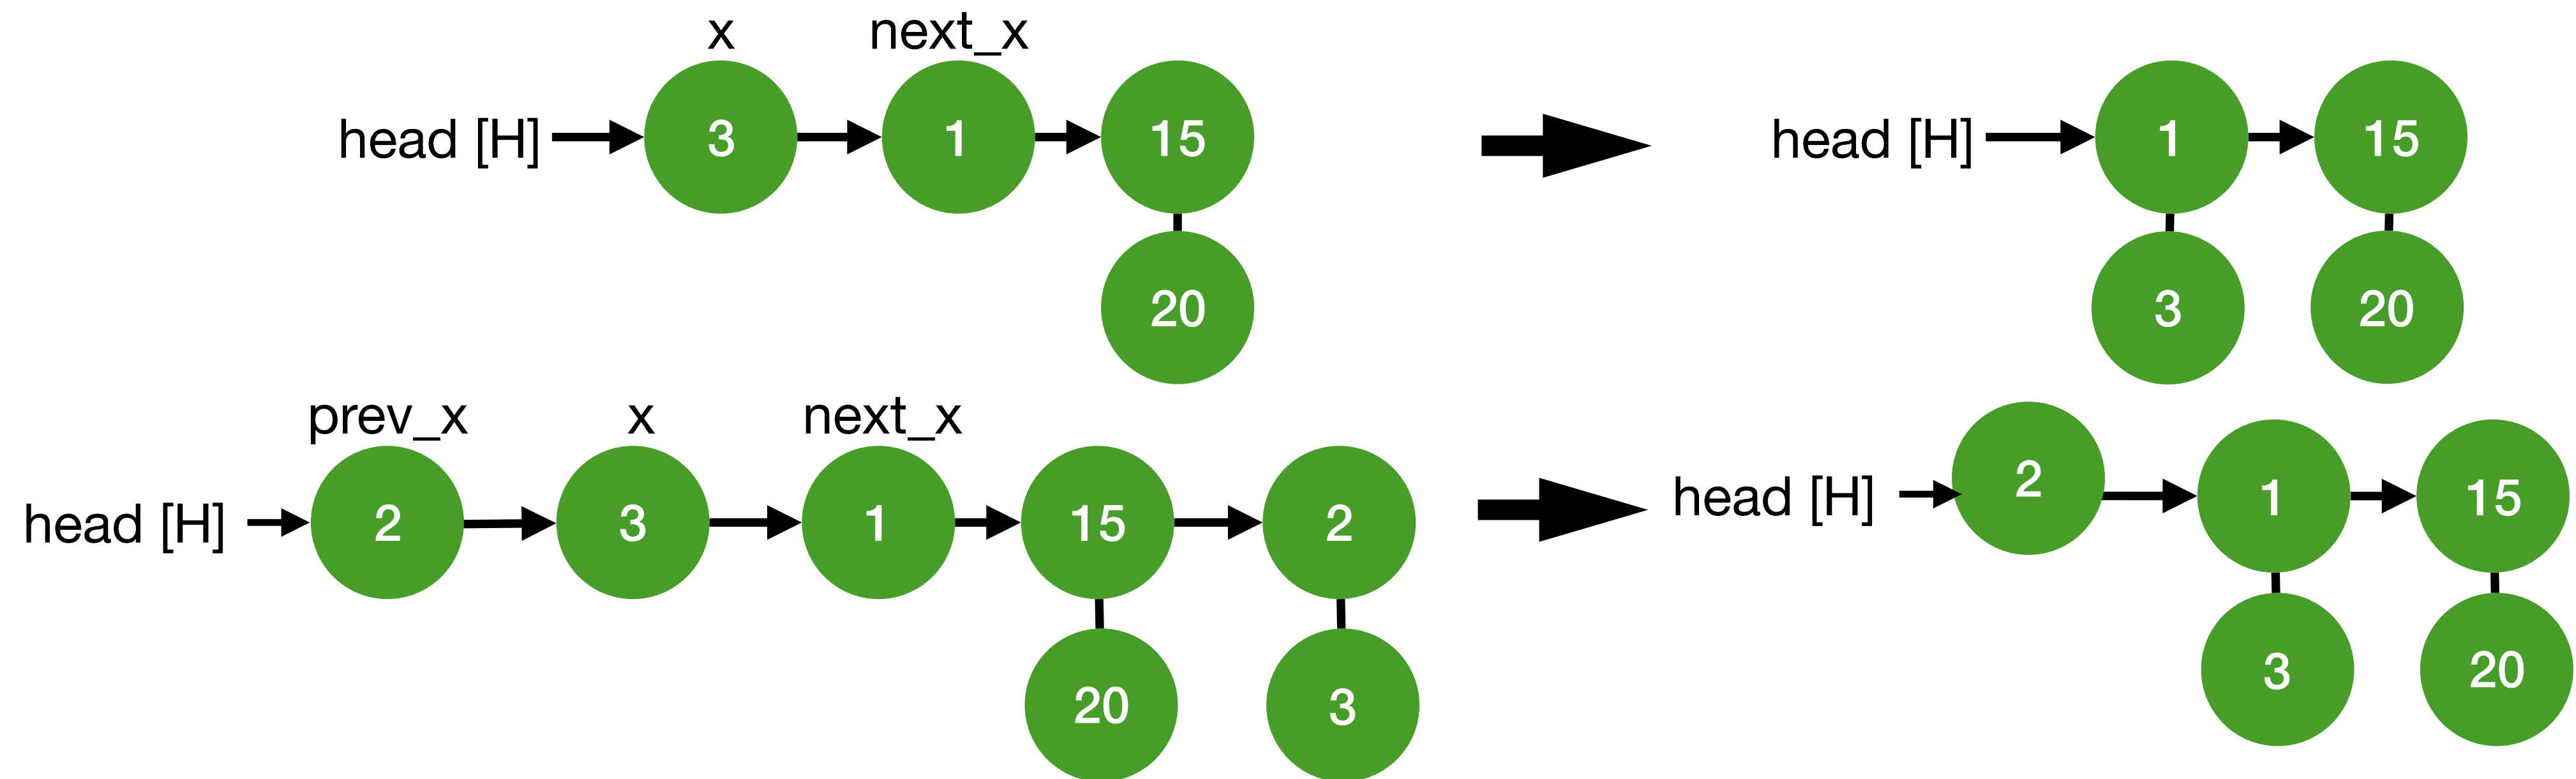 x next_x
head [H] 3 1 15 head [H] 1 15
20 3 20
prev_x x next_x
head [H] 2 3 1 15 2 head [H] 2 1 15
20 3 3 20